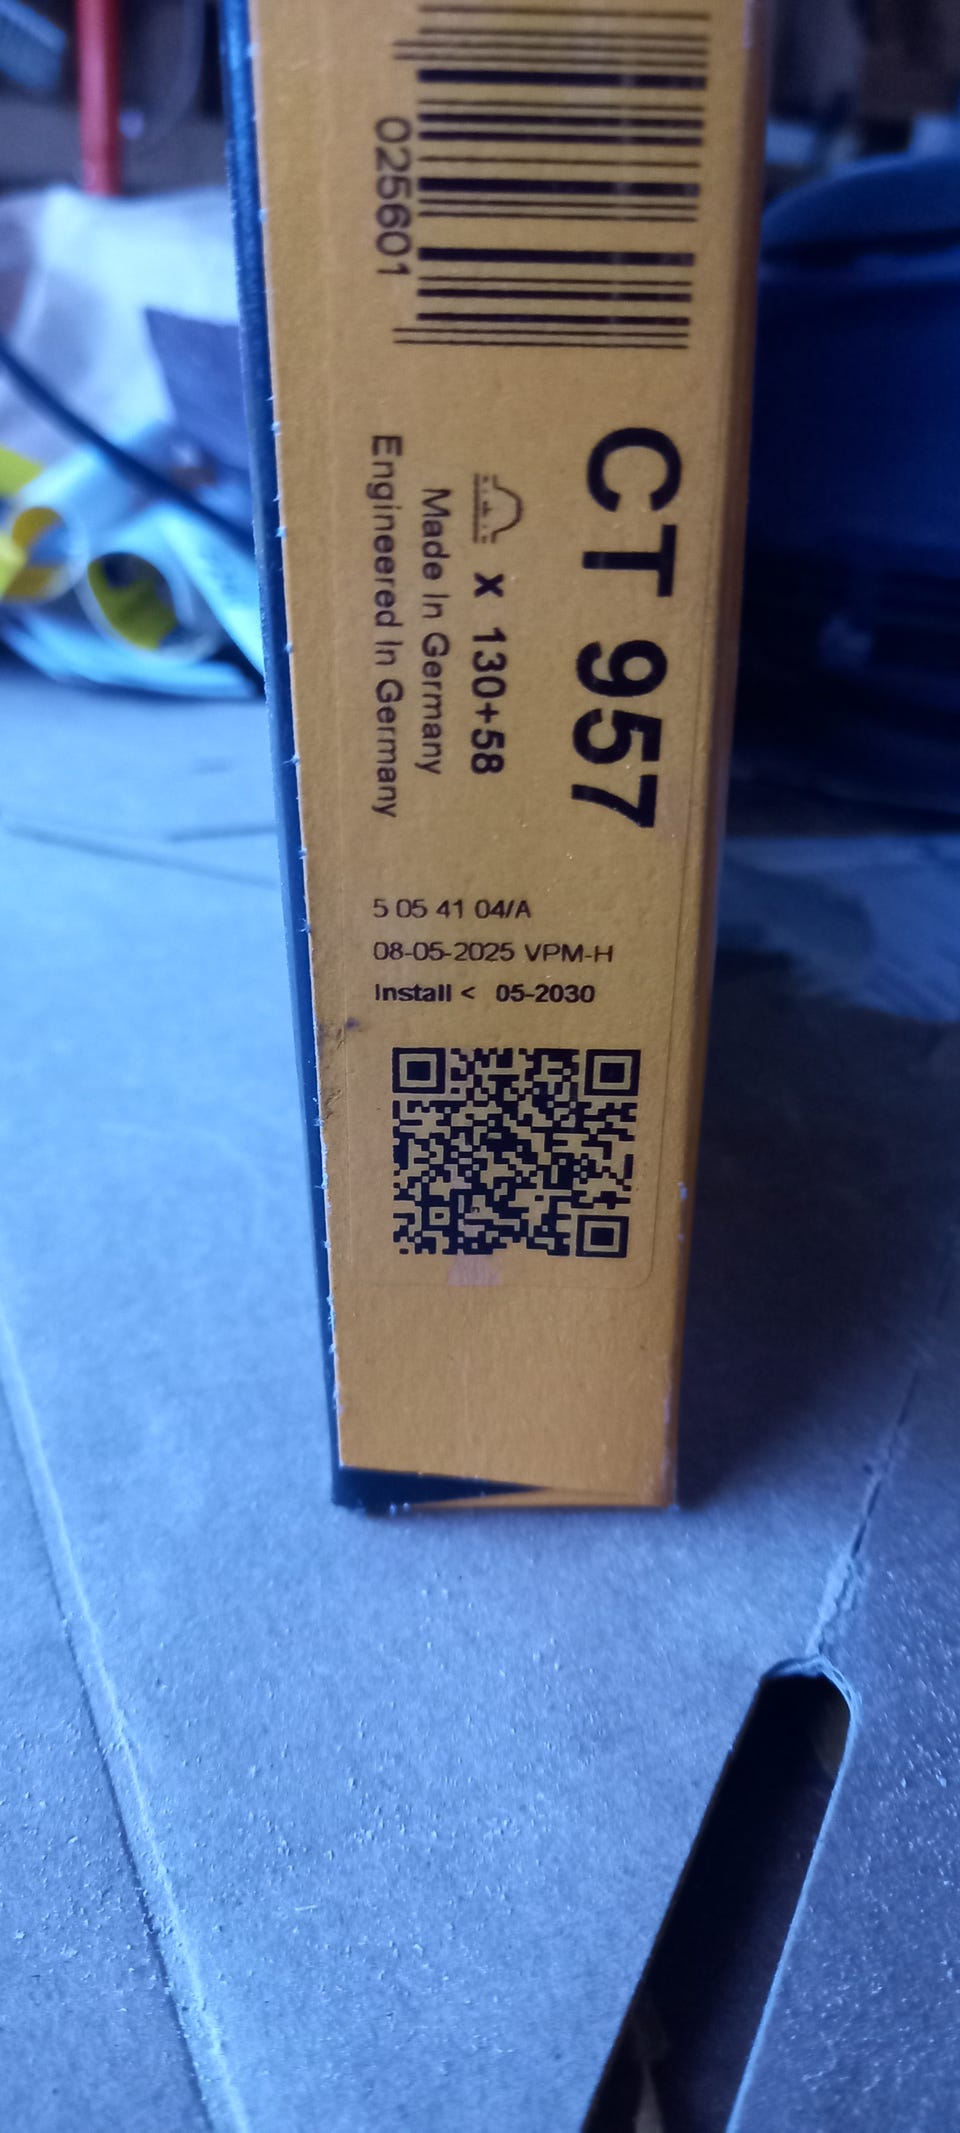 025601
CT 957
x 130+58
Made In Germany
Engineered In Germany
5 05 41 04/A
08-05-2025 VPM-H
Install < 05-2030